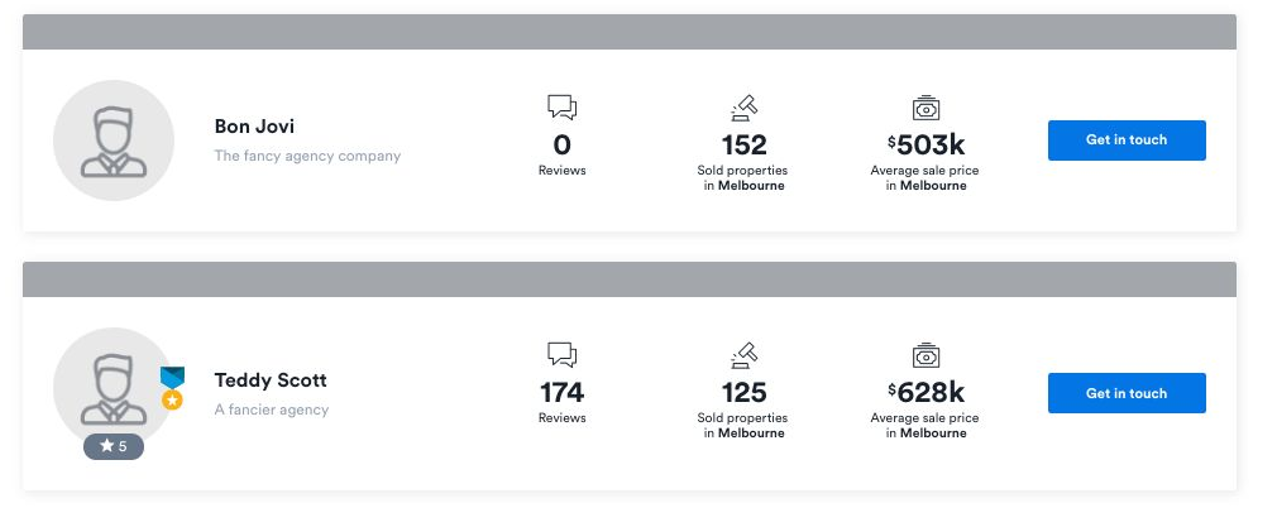 Bon Jovi
The fancy agency company
0
Reviews
152
Sold properties
in Melbourne
$503k
Average sale price
in Melbourne
Get in touch
Teddy Scott
A fancier agency
5
174
Reviews
125
Sold properties
in Melbourne
$628k
Average sale price
in Melbourne
Get in touch